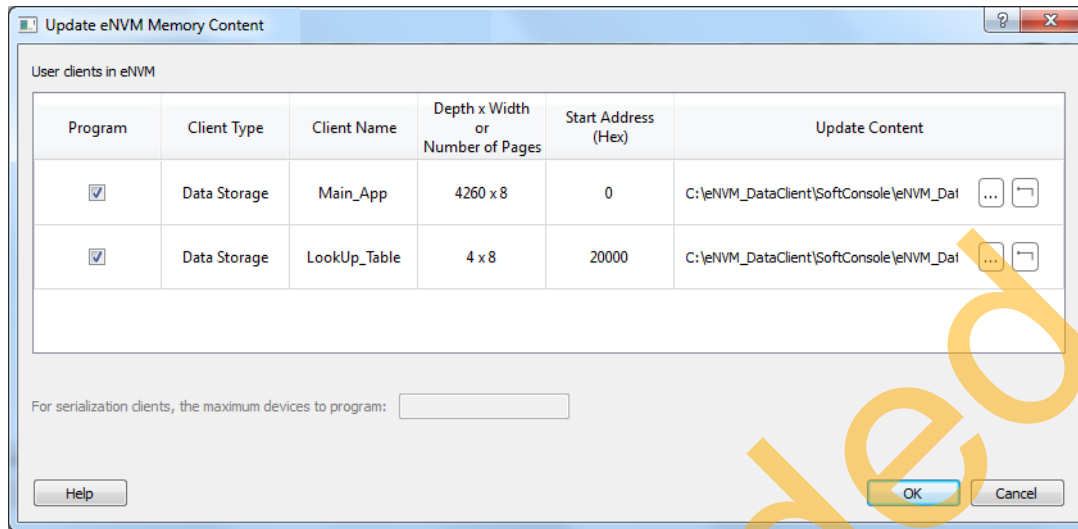 Update eNVM Memory Content
User clients in eNVM
Program Client Type Client Name Depth x Width or Number of Pages Start Address (Hex) Update Content
Data Storage Main_App 4260 x 8 0 C:\eNVM_DataClient\SoftConsole\eNVM_Dat ...
Data Storage LookUp_Table 4 x 8 20000 C:\eNVM_DataClient\SoftConsole\eNVM_Dat ...
For serialization clients, the maximum devices to program:
Help OK Cancel
ded